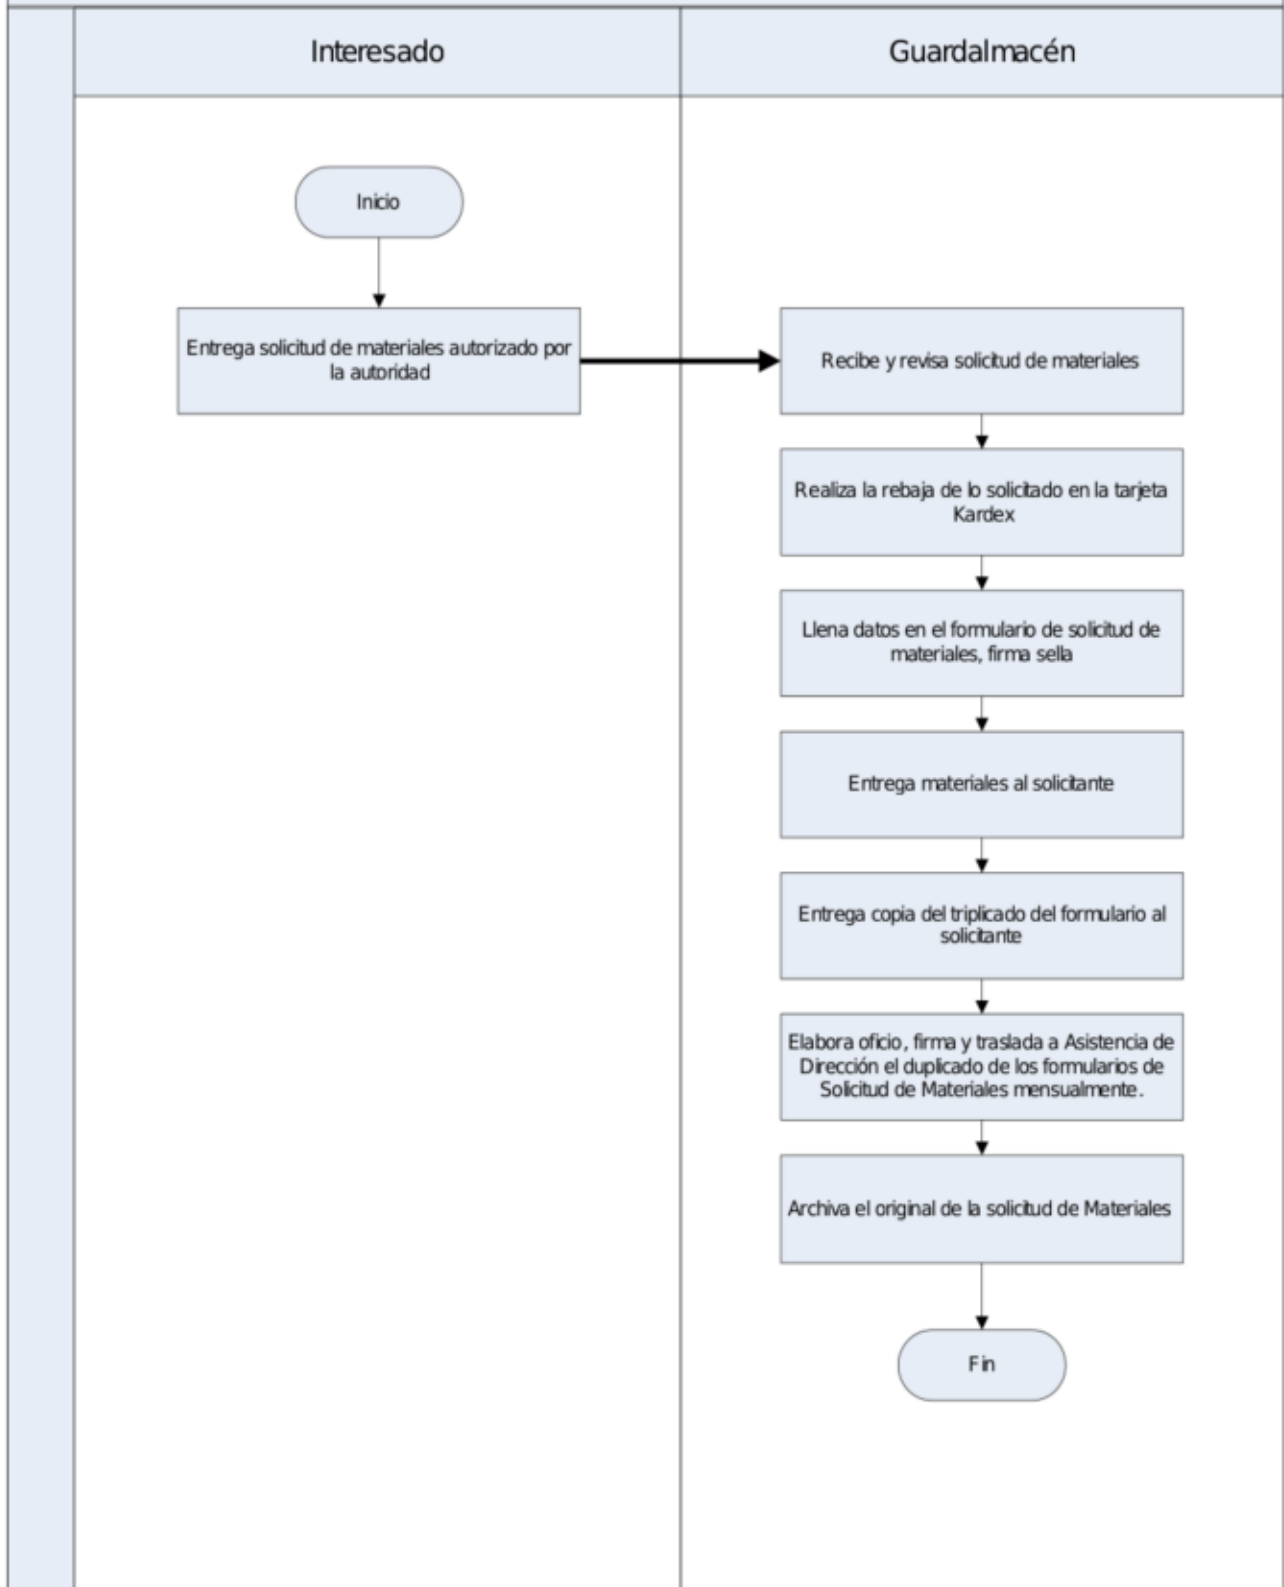 Interesado
Guardalmacén
Inicio
Entrega solicitud de materiales autorizado por
la autoridad
Recibe y revisa solicitud de materiales
Realiza la rebaja de lo solicitado en la tarjeta
Kardex
Llena datos en el formulario de solicitud de
materiales, firma sella
Entrega materiales al solicitante
Entrega copia del triplicado del formulario al
solicitante
Elabora oficio, firma y traslada a Asistencia de
Dirección el duplicado de los formularios de
Solicitud de Materiales mensualmente.
Archiva el original de la solicitud de Materiales
Fin